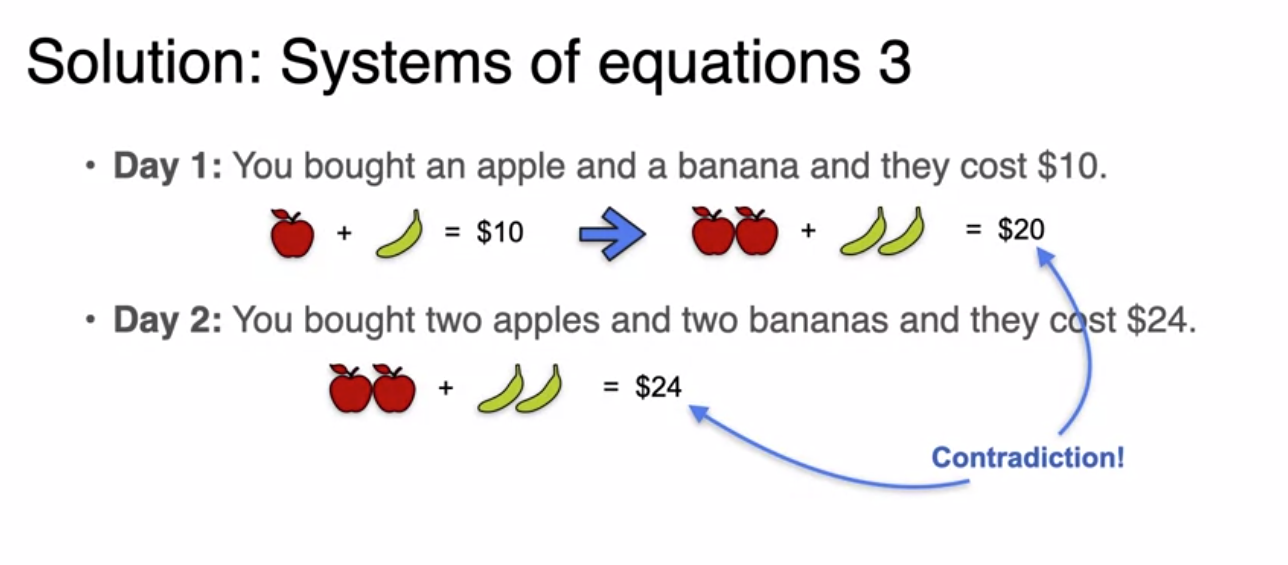 Solution: Systems of equations 3
• Day 1: You bought an apple and a banana and they cost $10.
+ = $10 + = $20
• Day 2: You bought two apples and two bananas and they cost $24.
+ = $24
Contradiction!